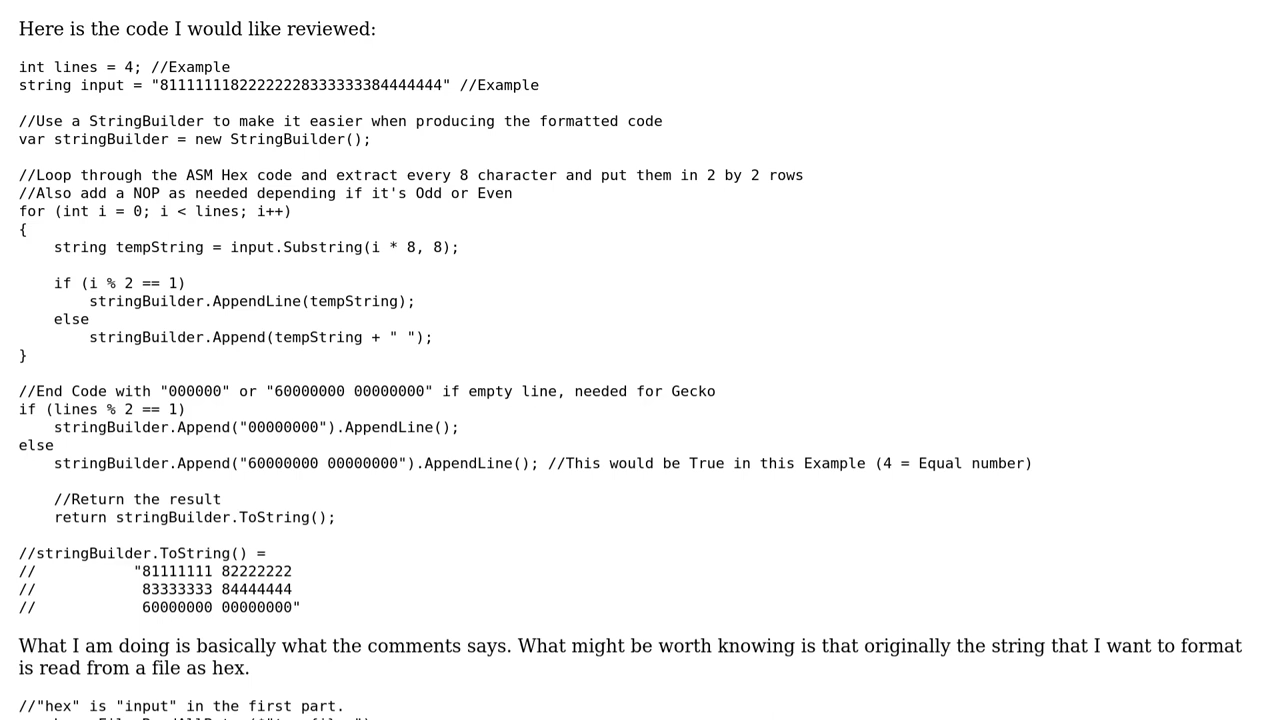 Here is the code I would like reviewed:
int lines = 4; //Example
string input = "81111111822222228333333384444444" //Example
//Use a StringBuilder to make it easier when producing the formatted code
var stringBuilder = new StringBuilder();
//Loop through the ASM Hex code and extract every 8 character and put them in 2 by 2 rows
//Also add a NOP as needed depending if it's Odd or Even
for (int i = 0; i < lines; i++)
{
    string tempString = input.Substring(i * 8, 8);
    if (i % 2 == 1)
        stringBuilder.AppendLine(tempString);
    else
        stringBuilder.Append(tempString + " ");
}
//End Code with "000000" or "60000000 00000000" if empty line, needed for Gecko
if (lines % 2 == 1)
    stringBuilder.Append("00000000").AppendLine();
else
    stringBuilder.Append("60000000 00000000").AppendLine(); //This would be True in this Example (4 = Equal number)
    //Return the result
    return stringBuilder.ToString();
//stringBuilder.ToString() =
//           "81111111 82222222
//            83333333 84444444
//            60000000 00000000"
What I am doing is basically what the comments says. What might be worth knowing is that originally the string that I want to format
is read from a file as hex.
//"hex" is "input" in the first part.